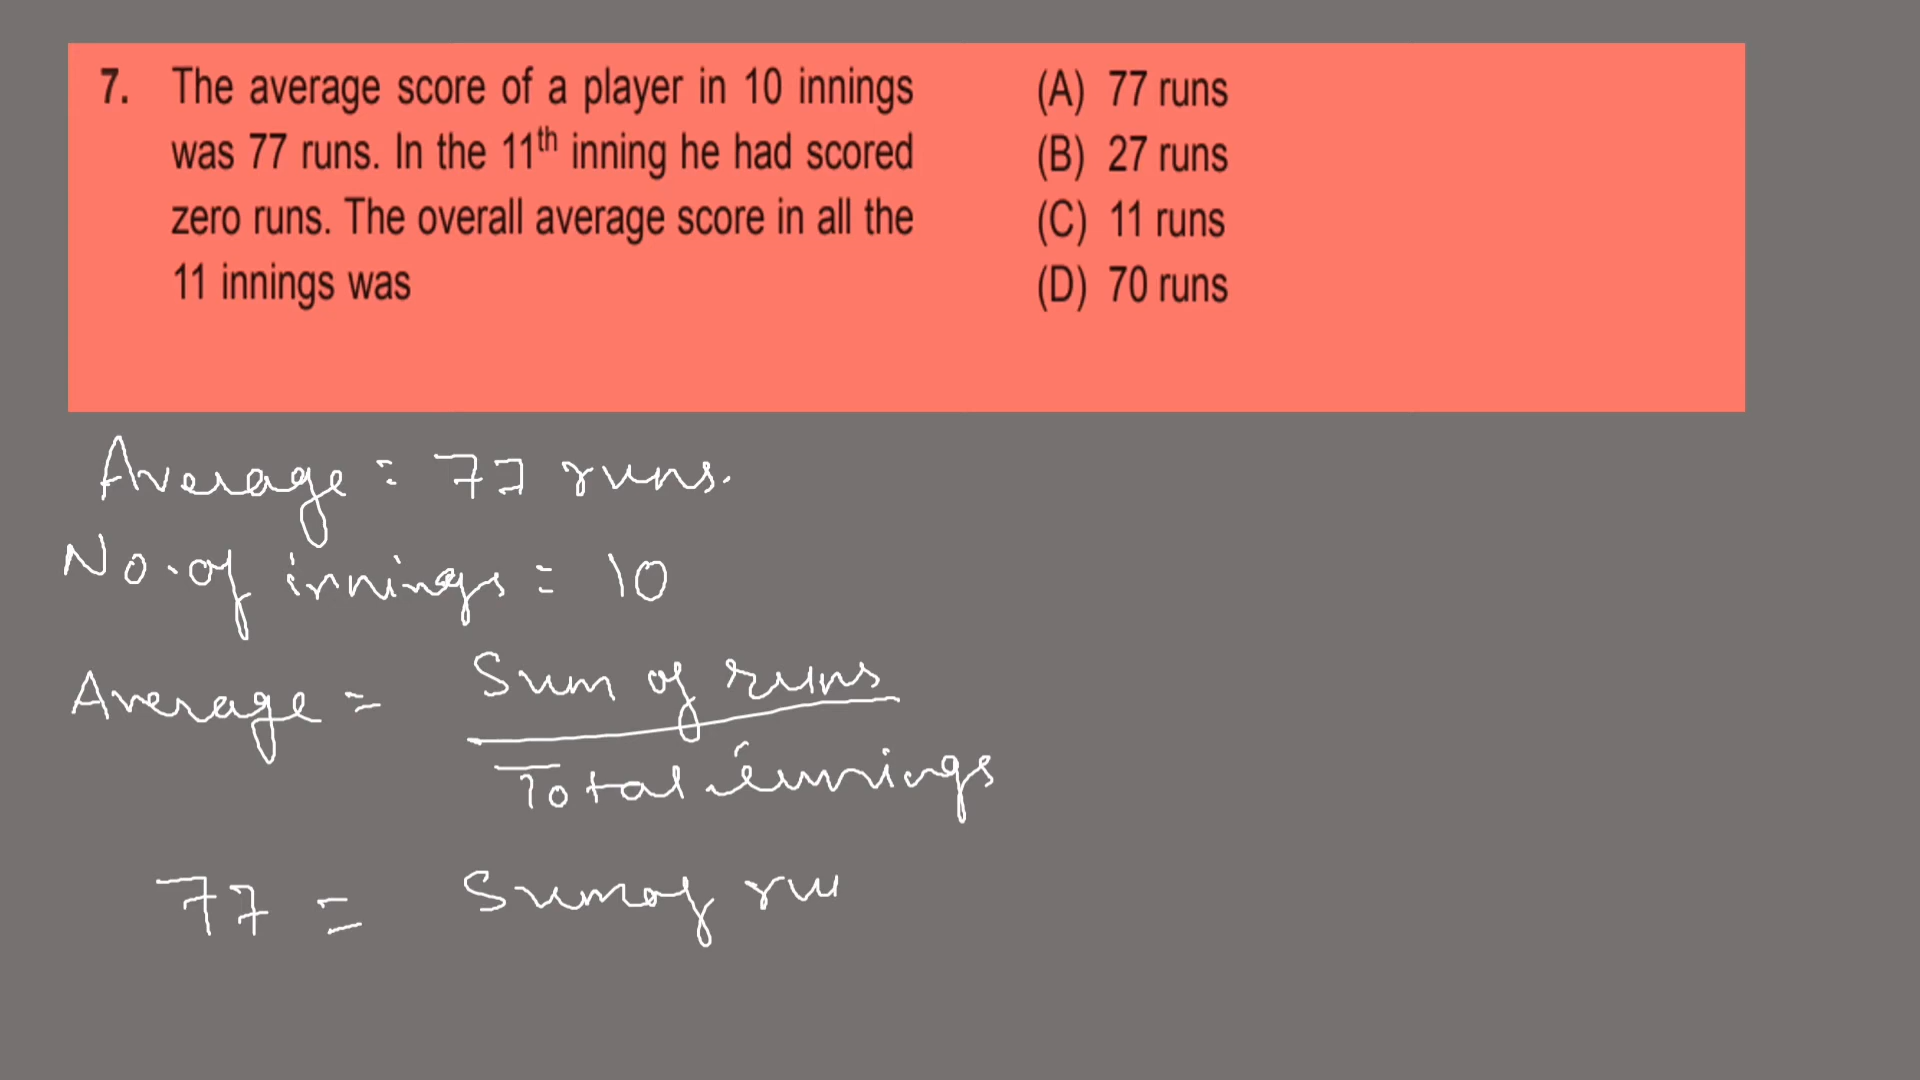 7. The average score of a player in 10 innings
was 77 runs. In the 11th inning he had scored
zero runs. The overall average score in all the
11 innings was
(A) 77 runs
(B) 27 runs
(C) 11 runs
(D) 70 runs
Average = 77 runs.
No. of innings = 10
Average = Sum of runs
Total innings
77 = Sum of ru